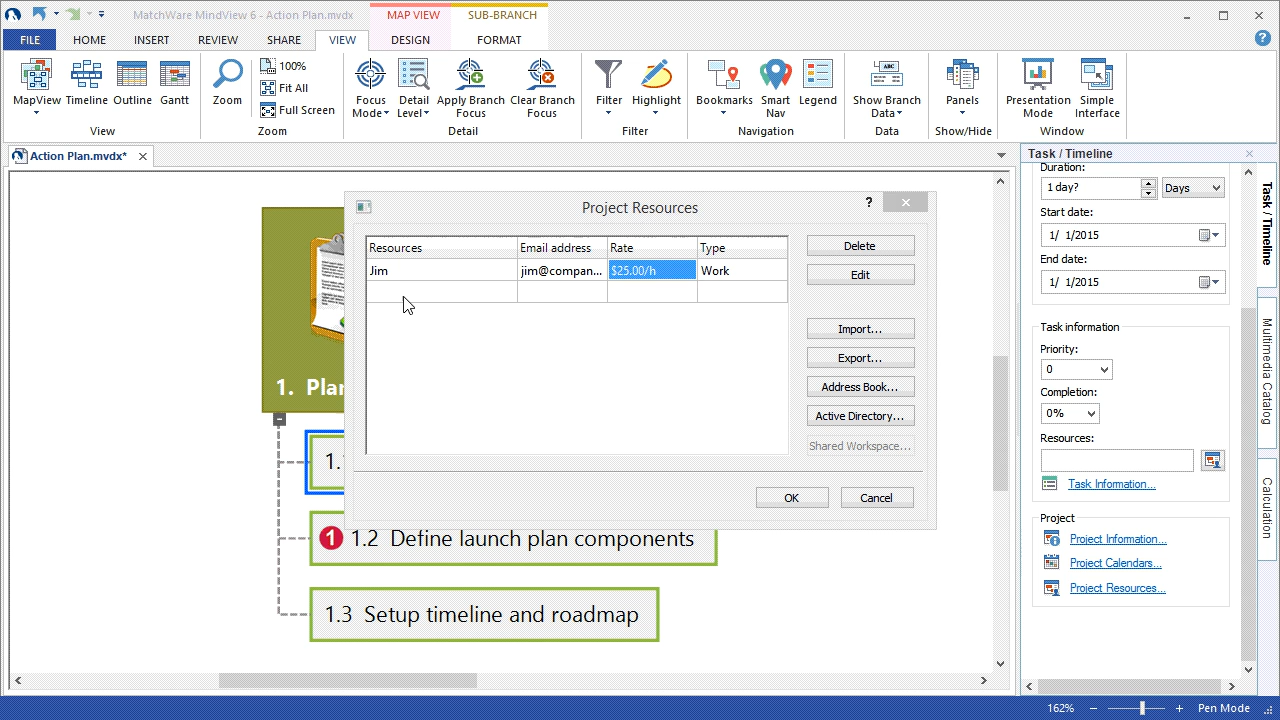 MatchWare MindView 6 - Action Plan.mvdx
MAP VIEW
SUB-BRANCH
FILE
HOME
INSERT
REVIEW
SHARE
VIEW
DESIGN
FORMAT
?
MapView
Timeline
Outline
Gantt
View
Zoom
100%
Fit All
Full Screen
Zoom
Focus
Mode
Detail
Level
Apply Branch
Focus
Clear Branch
Focus
Detail
Filter
Highlight
Filter
Bookmarks
Smart
Nav
Legend
Navigation
ABC
Show Branch
Data
Data
Panels
Show/Hide
Presentation
Mode
Simple
Interface
Window
Action Plan.mvdx*
Project Resources
?
Resources
Email address
Rate
Type
Jim
jim@compan...
$25.00/h
Work
Delete
Edit
Import...
Export...
Address Book...
Active Directory...
Shared Workspace...
OK
Cancel
1. Plan
1.
1 1.2 Define launch plan components
1.3 Setup timeline and roadmap
Task / Timeline
Duration:
1 day?
Days
Start date:
1/ 1/2015
End date:
1/ 1/2015
Task information
Priority:
0
Completion:
0%
Resources:
Task Information...
Project
Project Information...
Project Calendars...
Project Resources...
Task / Timeline
Multimedia Catalog
Calculation
162%
Pen Mode